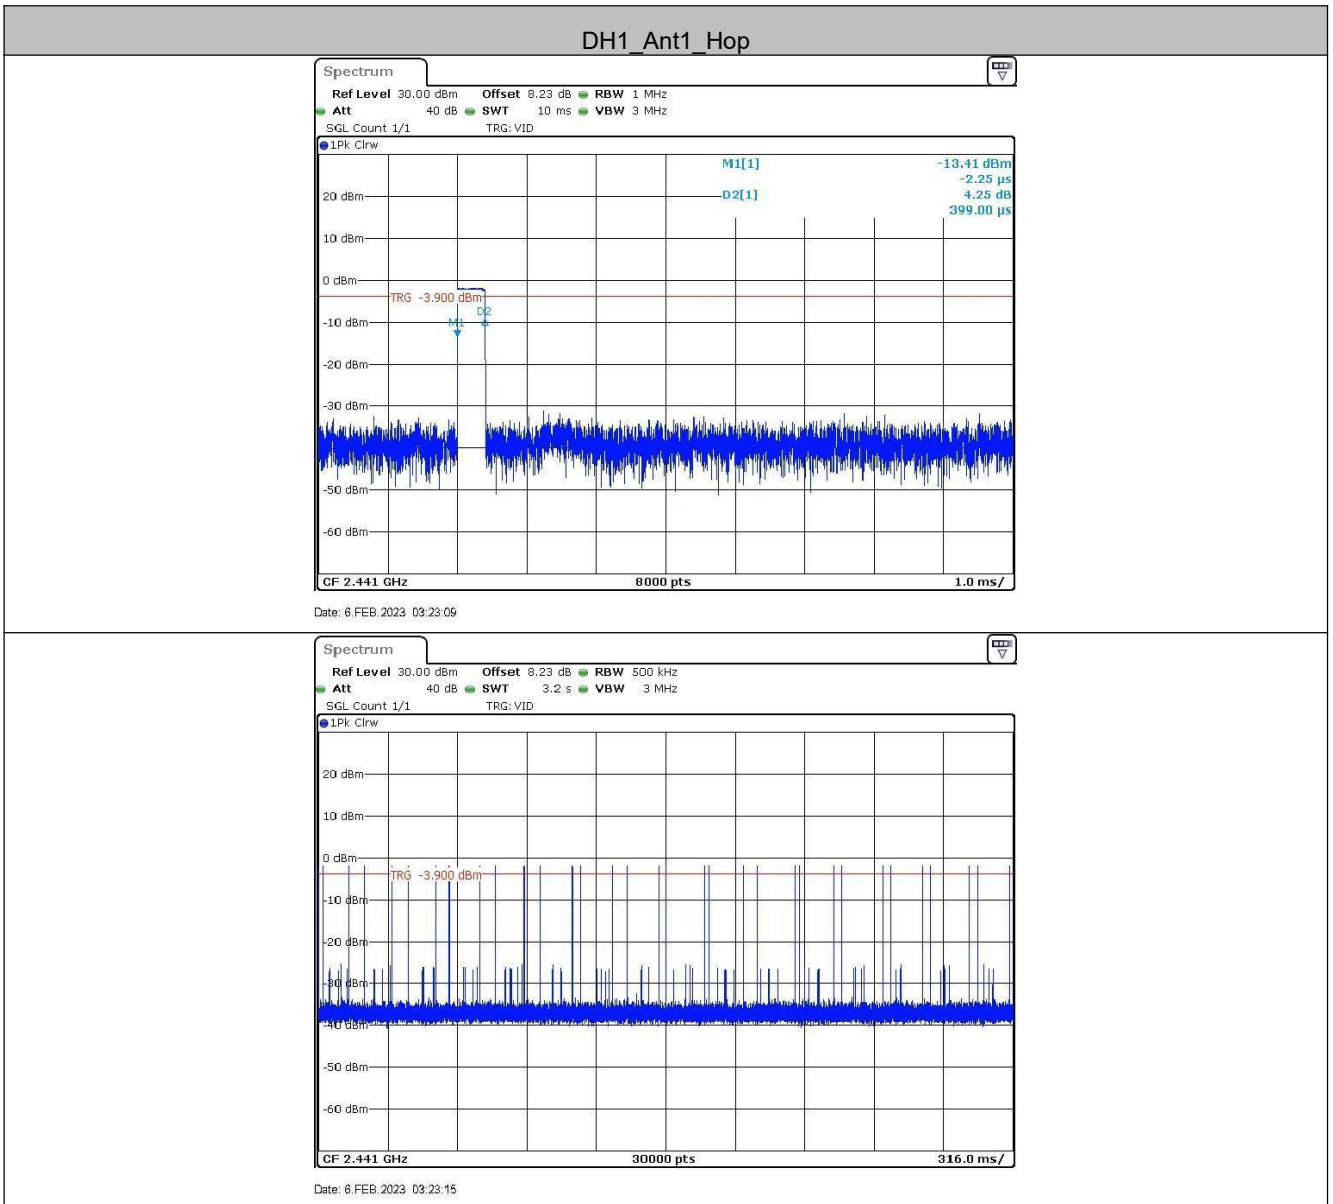 DH1_Ant1_Hop
Spectrum
Ref Level 30.00 dBm Offset 8.23 dB RBW 1 MHz
Att 40 dB SWT 10 ms VBW 3 MHz
SGL Count 1/1 TRG: VID
1Pk Clrw
M1[1] -13.41 dBm
-2.25 µs
20 dBm D2[1] 4.25 dB
399.00 µs
10 dBm
0 dBm
TRG -3.900 dBm
D2
-10 dBm M1
-20 dBm
-30 dBm
-50 dBm
-60 dBm
CF 2.441 GHz 8000 pts 1.0 ms/
Date: 6.FEB.2023 03:23:09
Spectrum
Ref Level 30.00 dBm Offset 8.23 dB RBW 500 kHz
Att 40 dB SWT 3.2 s VBW 3 MHz
SGL Count 1/1 TRG: VID
1Pk Clrw
20 dBm
10 dBm
0 dBm
TRG -3.900 dBm
-10 dBm
-20 dBm
-30 dBm
-40 dBm
-50 dBm
-60 dBm
CF 2.441 GHz 30000 pts 316.0 ms/
Date: 6.FEB.2023 03:23:15